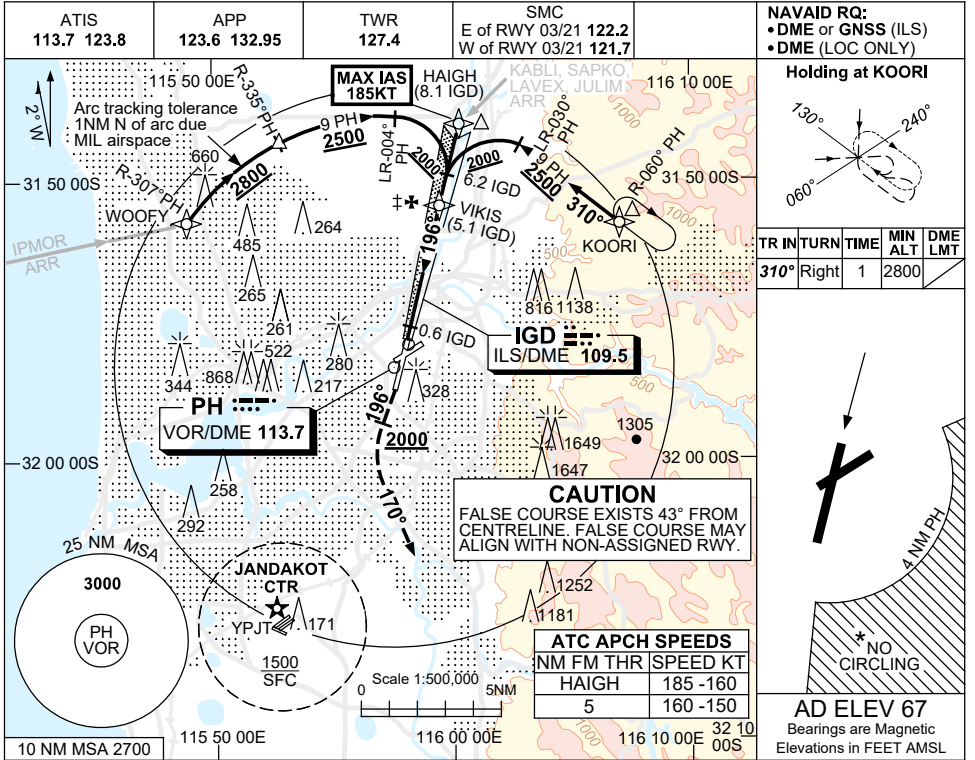 ATIS
113.7 123.8
APP
123.6 132.95
TWR
127.4
SMC
E of RWY 03/21 122.2
W of RWY 03/21 121.7
NAVAID RQ:
• DME or GNSS (ILS)
• DME (LOC ONLY)
2° W
115 50 00E
R-335°PH
MAX IAS
185KT
HAIGH
(8.1 IGD)
KABLI, SAPKO,
LAVEX, JULIM
ARR
116 10 00E
1000
Arc tracking tolerance
1NM N of arc due
MIL airspace
9 PH
2500
LR-004°
PH
LR-030°
PH
2000
2000
9 PH
2500
R-060° PH
31 50 00S
31 50 00S
660
2800
R-307°PH
6.2 IGD
310°
1000
WOOFY
VIKIS
(5.1 IGD)
KOORI
IPMOR
ARR
485
264
196°
500
265
816
1138
261
0.6 IGD
IGD
ILS/DME 109.5
280
522
344
868
217
328
500
PH
VOR/DME 113.7
196°
2000
1305
1649
1647
32 00 00S
32 00 00S
258
292
170°
CAUTION
FALSE COURSE EXISTS 43° FROM
CENTRELINE. FALSE COURSE MAY
ALIGN WITH NON-ASSIGNED RWY.
25 NM MSA
3000
PH
VOR
JANDAKOT
CTR
YPJT
171
1500
SFC
1252
1181
ATC APCH SPEEDS
NM FM THR SPEED KT
HAIGH 185 -160
5 160 -150
Scale 1:500,000
0 5NM
1000
10 NM MSA 2700
115 50 00E
116 00 00E
116 10 00E
32 10
00S
Holding at KOORI
130°
240°
060°
TR IN TURN TIME MIN ALT DME LMT
310° Right 1 2800
4 NM PH
*NO
CIRCLING
AD ELEV 67
Bearings are Magnetic
Elevations in FEET AMSL